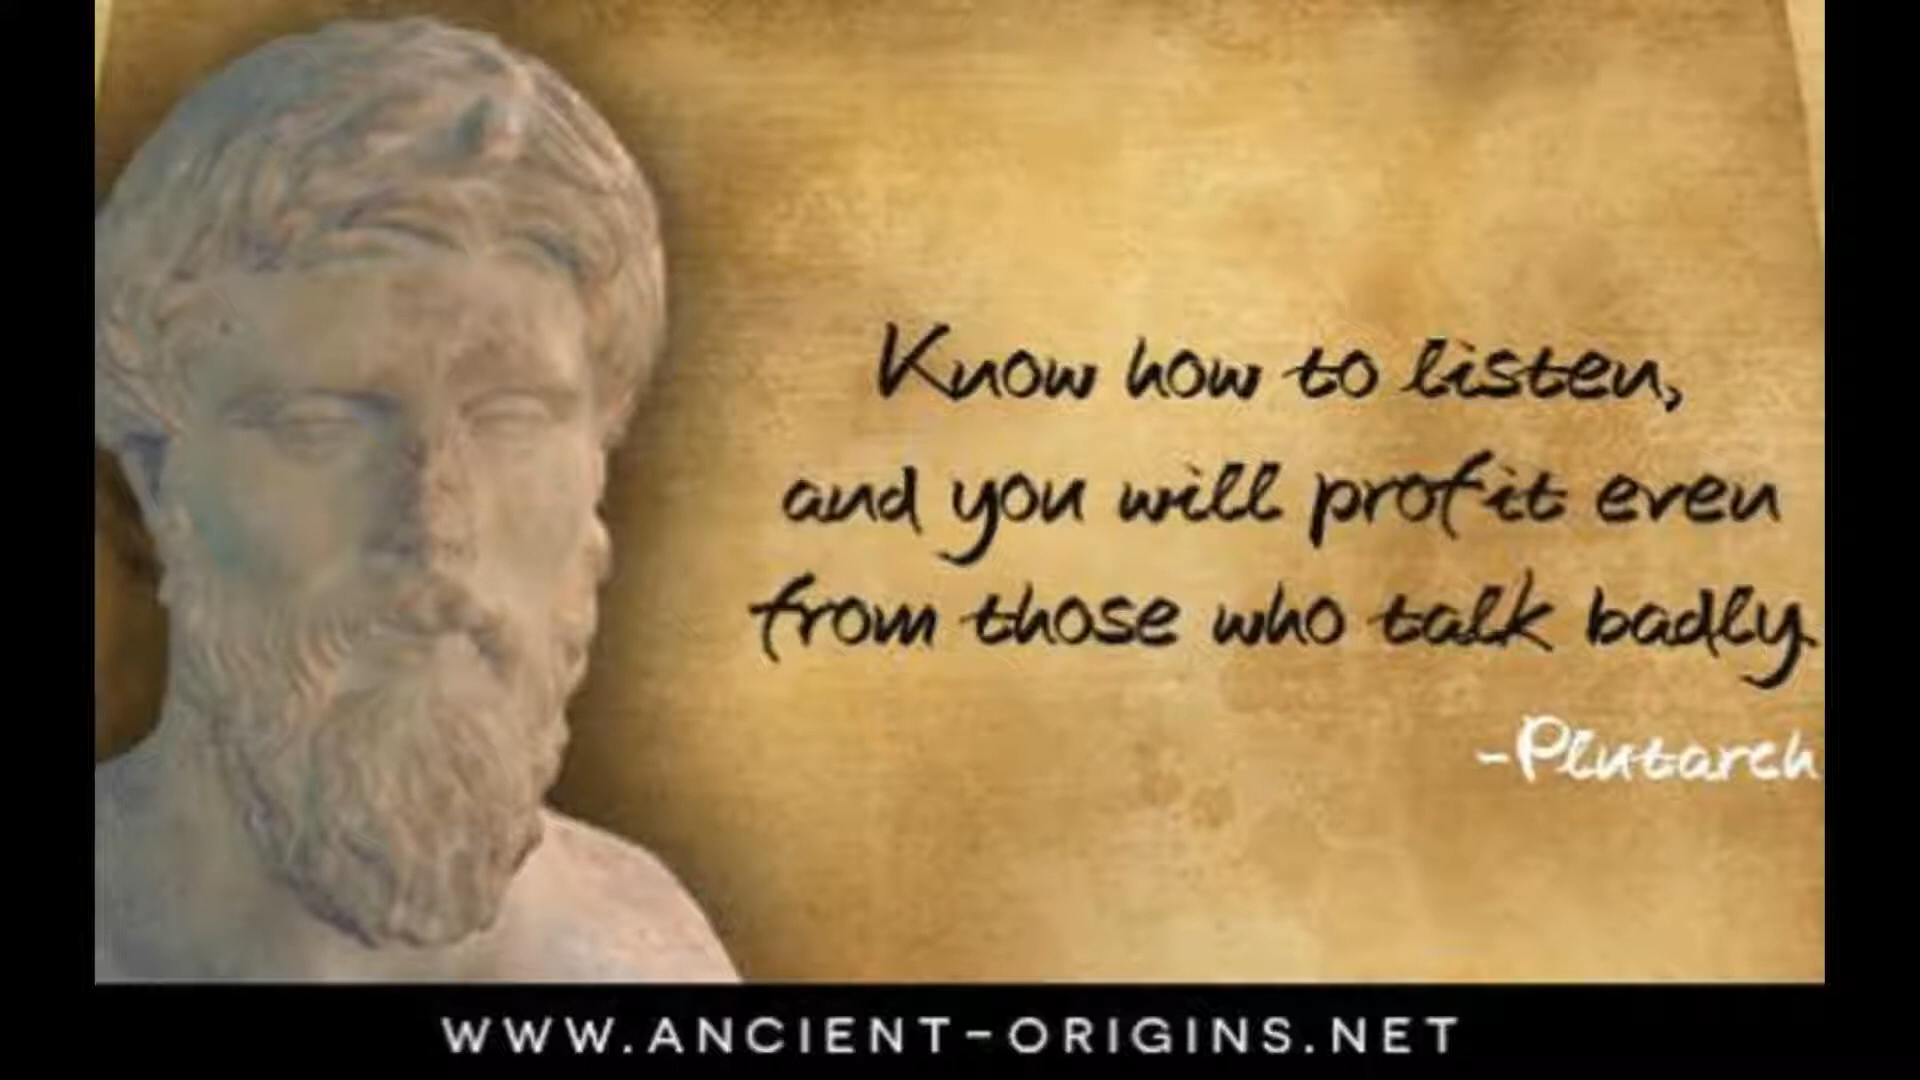 Know how to listen,
and you will profit even
from those who talk badly.
-Plutarch
WWW.ANCIENT-ORIGINS.NET